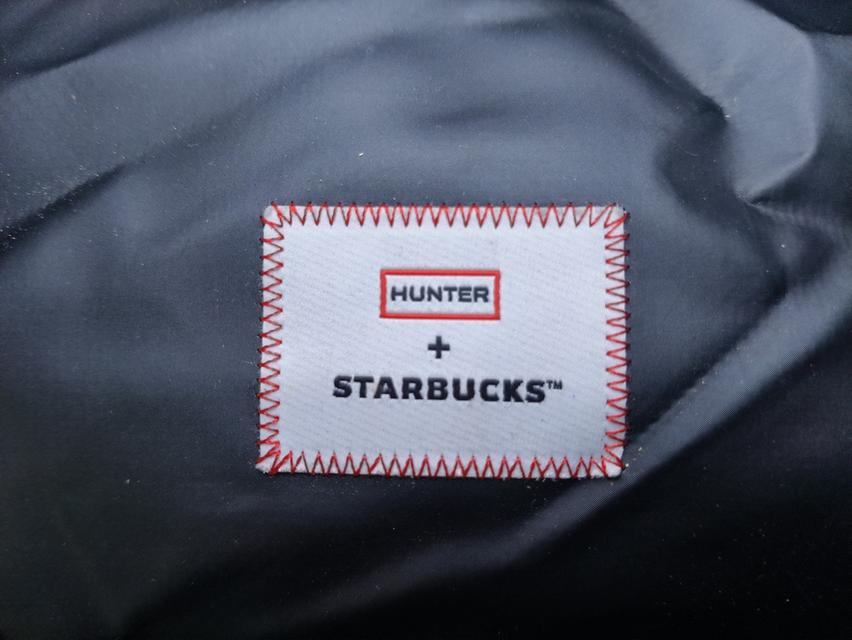 HUNTER
+
STARBUCKS™